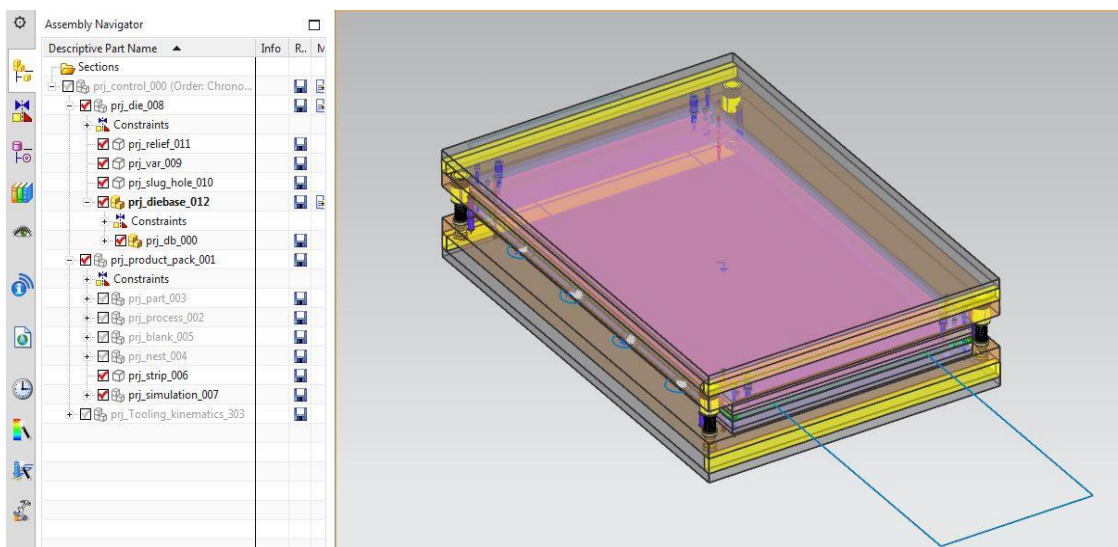 Assembly Navigator
Descriptive Part Name Info R.. M
Sections
prj_control_000 (Order: Chrono...
prj_die_008
Constraints
prj_relief_011
prj_var_009
prj_slug_hole_010
prj_diebase_012
Constraints
prj_db_000
prj_product_pack_001
Constraints
prj_part_003
prj_process_002
prj_blank_005
prj_nest_004
prj_strip_006
prj_simulation_007
prj_Tooling_kinematics_303